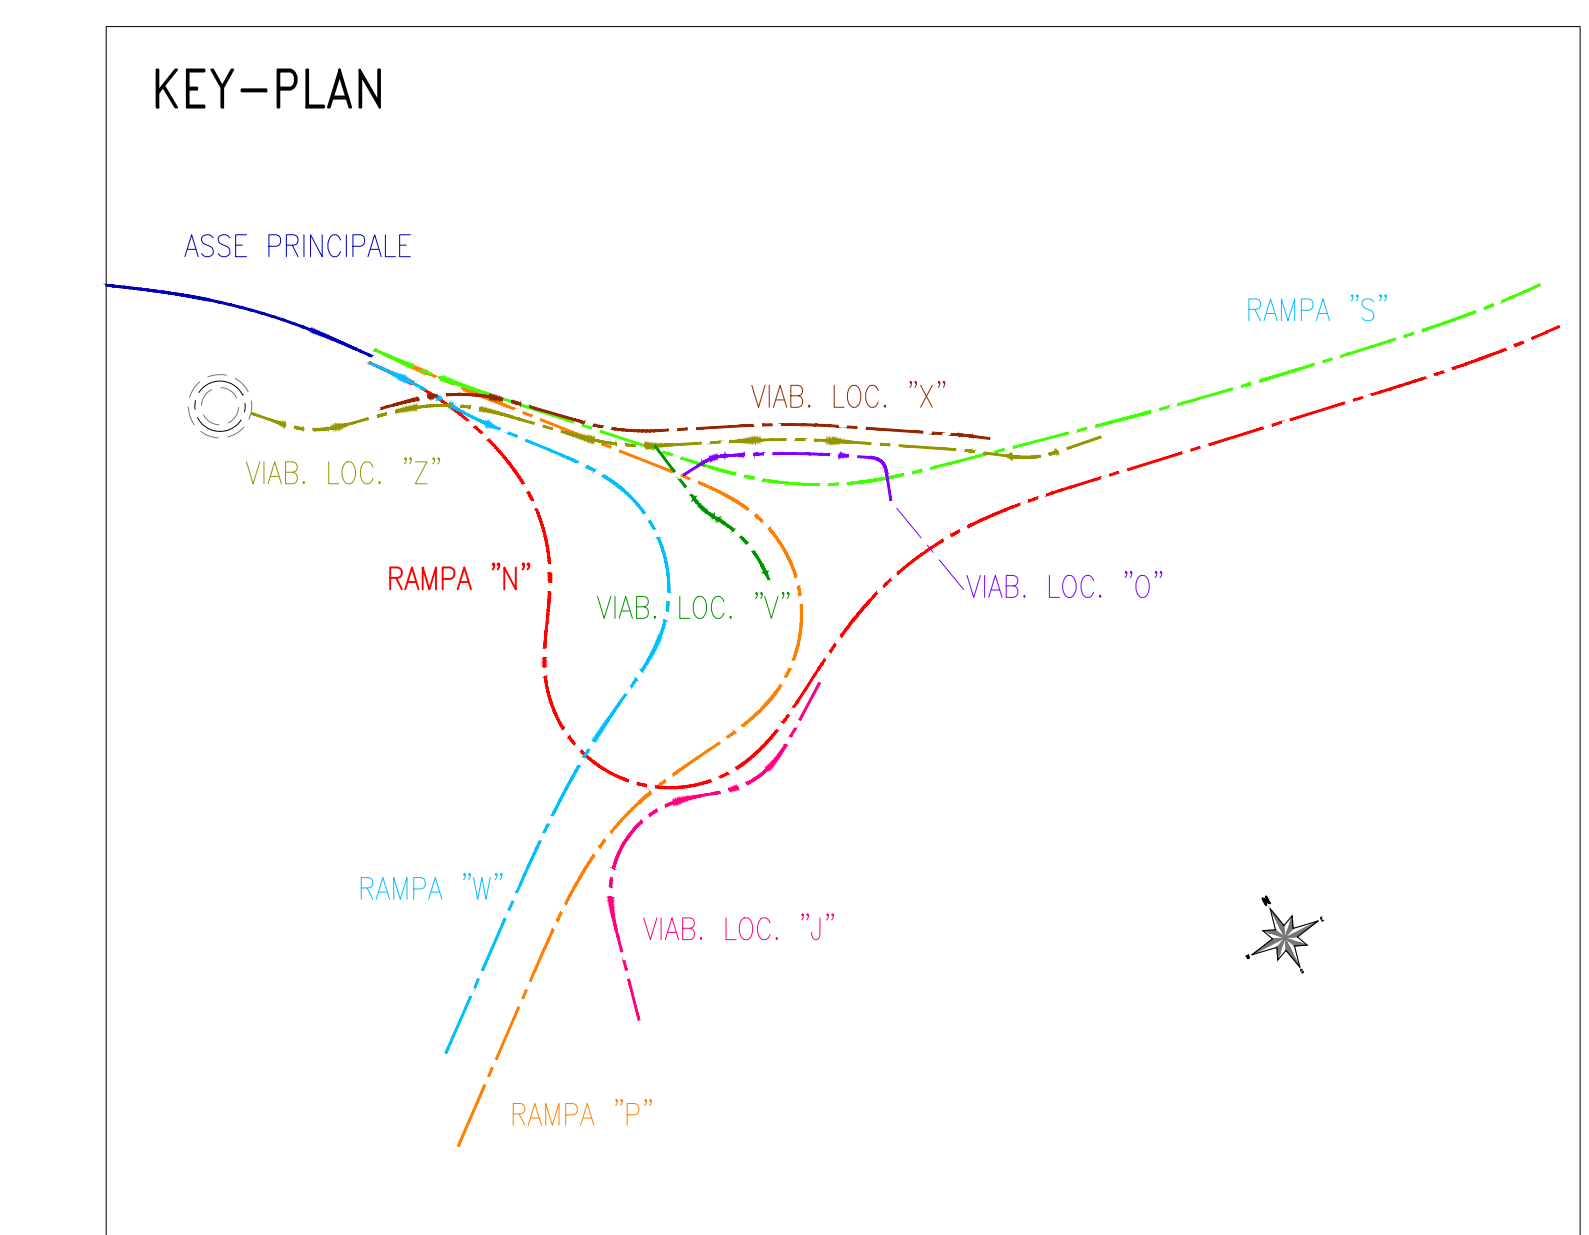 KEY-PLAN
ASSE PRINCIPALE
RAMPA "S"
VIAB. LOC. "X"
VIAB. LOC. "Z"
RAMPA "N"
VIAB. LOC. "O"
VIAB. LOC. "V"
RAMPA "W"
N
E
VIAB. LOC. "J"
S
RAMPA "P"